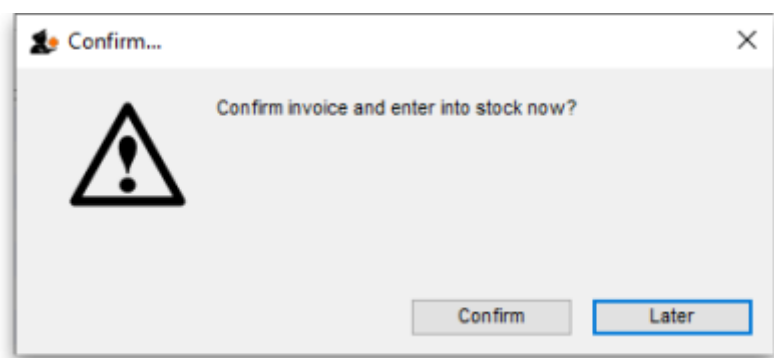 Confirm...
Confirm invoice and enter into stock now?
Confirm
Later